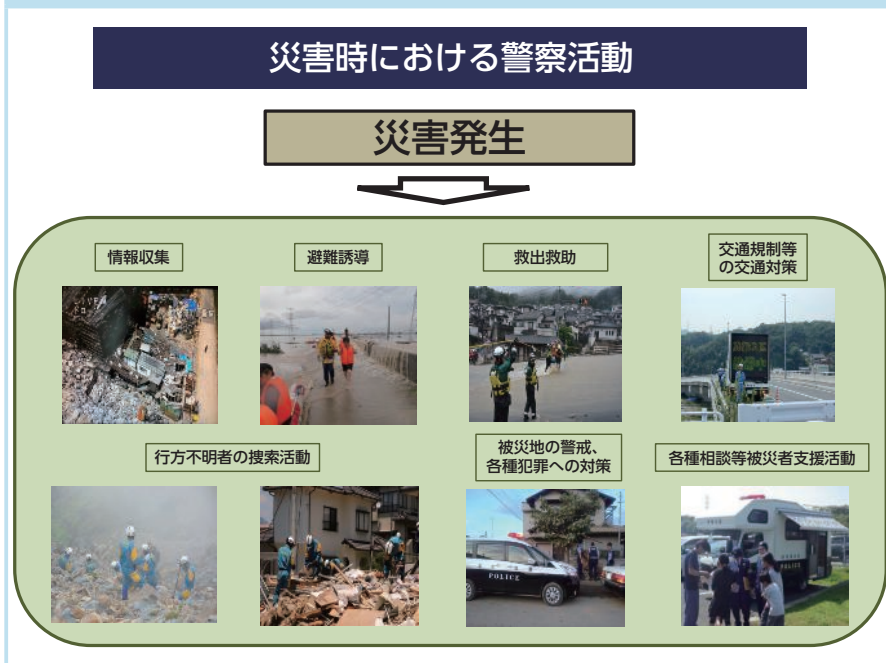 災害時における警察活動
災害発生
情報収集
避難誘導
救出救助
交通規制等
の交通対策
行方不明者の捜索活動
被災地の警戒、
各種犯罪への対策
各種相談等被災者支援活動
POLICE
POLICE